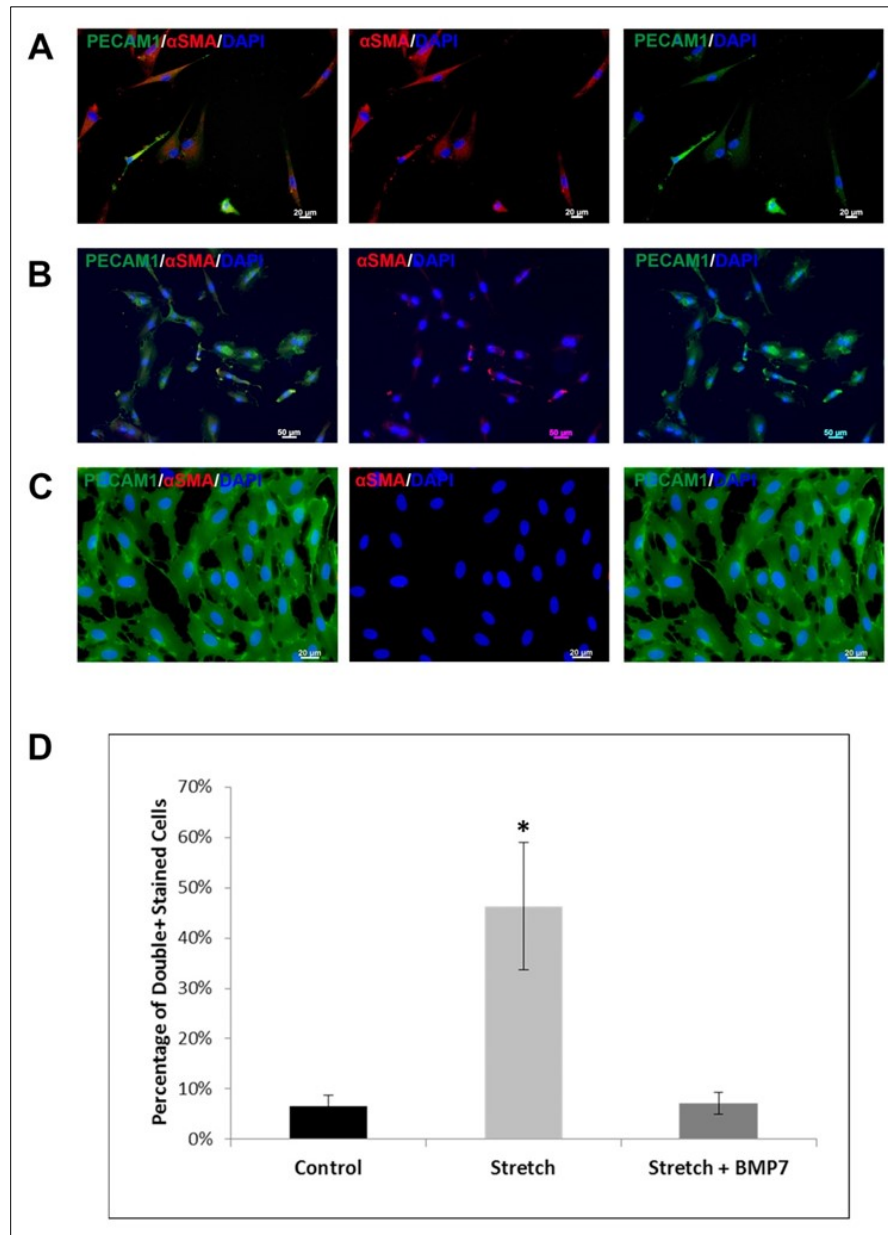 A
PECAM1/αSMA/DAPI
αSMA/DAPI
PECAM1/DAPI
20 µm
20 µm
20 µm
B
PECAM1/αSMA/DAPI
αSMA/DAPI
PECAM1/DAPI
50 µm
50 µm
50 µm
C
PECAM1/αSMA/DAPI
αSMA/DAPI
PECAM1/DAPI
20 µm
20 µm
20 µm
D
Percentage of Double+ Stained Cells
70%
60%
50%
40%
30%
20%
10%
0%
*
Control
Stretch
Stretch + BMP7